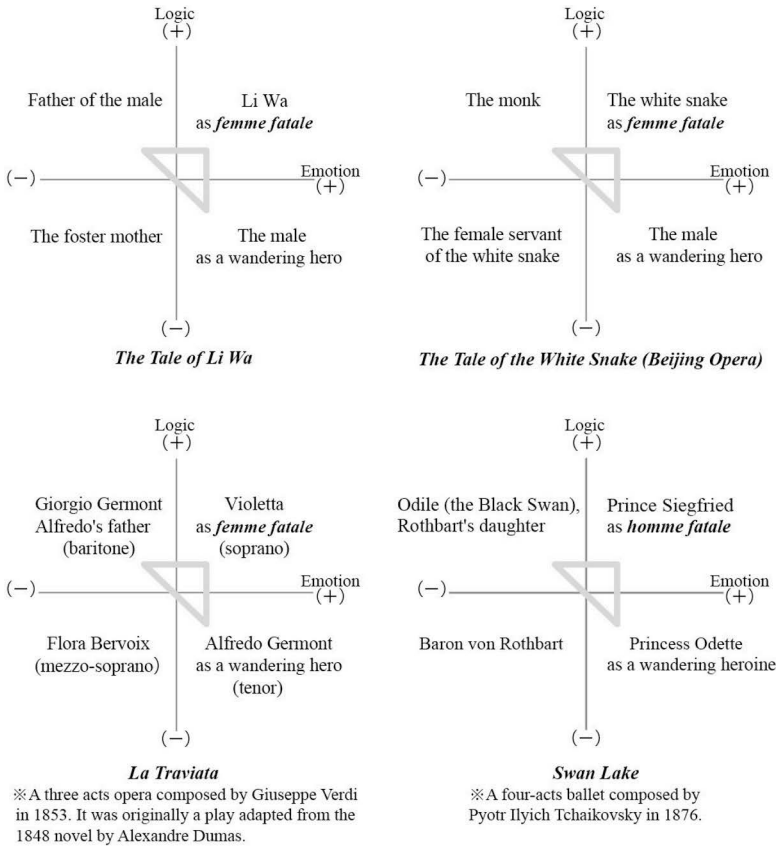 Logic
(+)
Father of the male
Li Wa
as femme fatale
(−)
Emotion
(+)
The foster mother
The male
as a wandering hero
(−)
The Tale of Li Wa
Logic
(+)
The monk
The white snake
as femme fatale
(−)
Emotion
(+)
The female servant
of the white snake
The male
as a wandering hero
(−)
The Tale of the White Snake (Beijing Opera)
Logic
(+)
Giorgio Germont
Alfredo's father
(baritone)
Violetta
as femme fatale
(soprano)
(−)
Emotion
(+)
Flora Bervoix
(mezzo-soprano)
Alfredo Germont
as a wandering hero
(tenor)
(−)
La Traviata
※A three acts opera composed by Giuseppe Verdi
in 1853. It was originally a play adapted from the
1848 novel by Alexandre Dumas.
Logic
(+)
Odile (the Black Swan),
Rothbart's daughter
Prince Siegfried
as homme fatale
(−)
Emotion
(+)
Baron von Rothbart
Princess Odette
as a wandering heroine
(−)
Swan Lake
※A four-acts ballet composed by
Pyotr Ilyich Tchaikovsky in 1876.